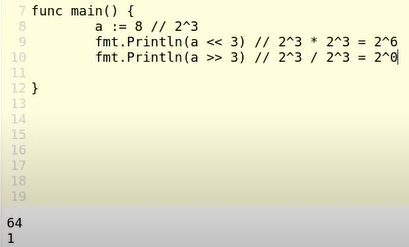 7 func main() {
8 a := 8 // 2^3
9 fmt.Println(a << 3) // 2^3 * 2^3 = 2^6
10 fmt.Println(a >> 3) // 2^3 / 2^3 = 2^0
11
12 }
13
14
15
16
17
18
19
64
1